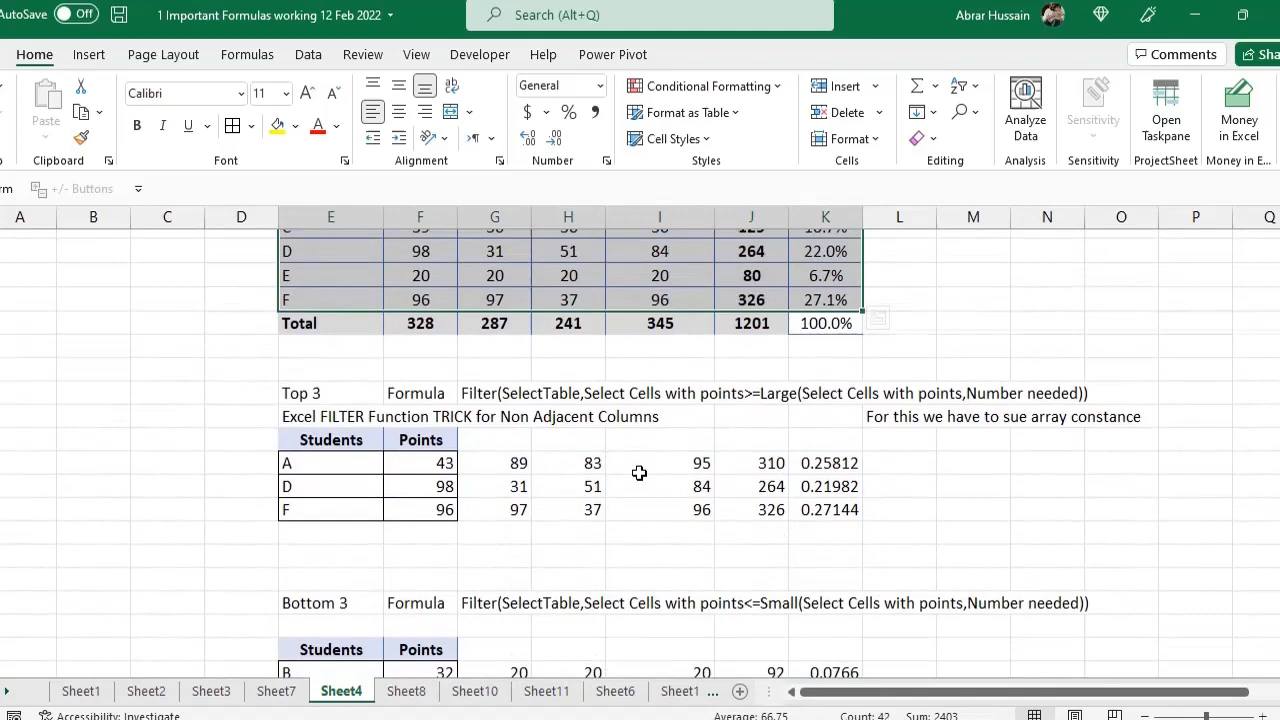 AutoSave Off 1 Important Formulas working 12 Feb 2022 Search (Alt+Q) Abrar Hussain
Home Insert Page Layout Formulas Data Review View Developer Help Power Pivot Comments Sha
Paste Calibri 11 General Conditional Formatting Insert Analyze Data Sensitivity Open Taskpane Money in Excel
Format as Table Delete
Cell Styles Format
Clipboard Font Alignment Number Styles Cells Editing Analysis Sensitivity ProjectSheet Money in E...
rm +/- Buttons
A B C D E F G H I J K L M N O P Q
D 98 31 51 84 264 22.0%
E 20 20 20 20 80 6.7%
F 96 97 37 96 326 27.1%
Total 328 287 241 345 1201 100.0%
Top 3 Formula Filter(SelectTable,Select Cells with points>=Large(Select Cells with points,Number needed))
Excel FILTER Function TRICK for Non Adjacent Columns For this we have to sue array constance
Students Points
A 43 89 83 95 310 0.25812
D 98 31 51 84 264 0.21982
F 96 97 37 96 326 0.27144
Bottom 3 Formula Filter(SelectTable,Select Cells with points<=Small(Select Cells with points,Number needed))
Students Points
B 32 20 20 20 92 0.0766
Sheet1 Sheet2 Sheet3 Sheet7 Sheet4 Sheet8 Sheet10 Sheet11 Sheet6 Sheet1 ...
Accessibility: Investigate Average: 66.75 Count: 42 Sum: 2403